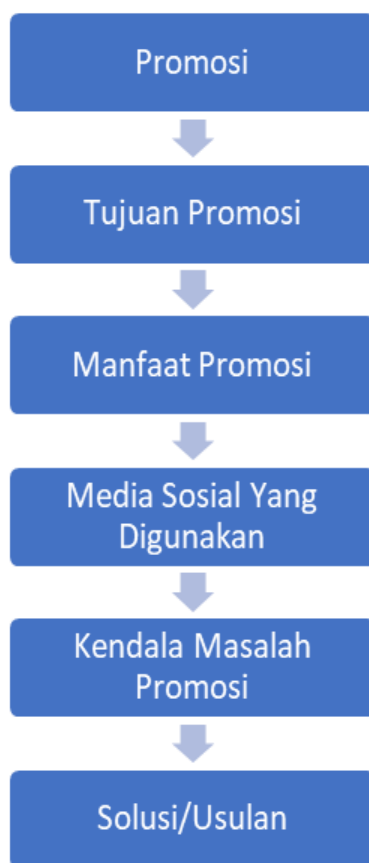 Promosi
Tujuan Promosi
Manfaat Promosi
Media Sosial Yang
Digunakan
Kendala Masalah
Promosi
Solusi/Usulan